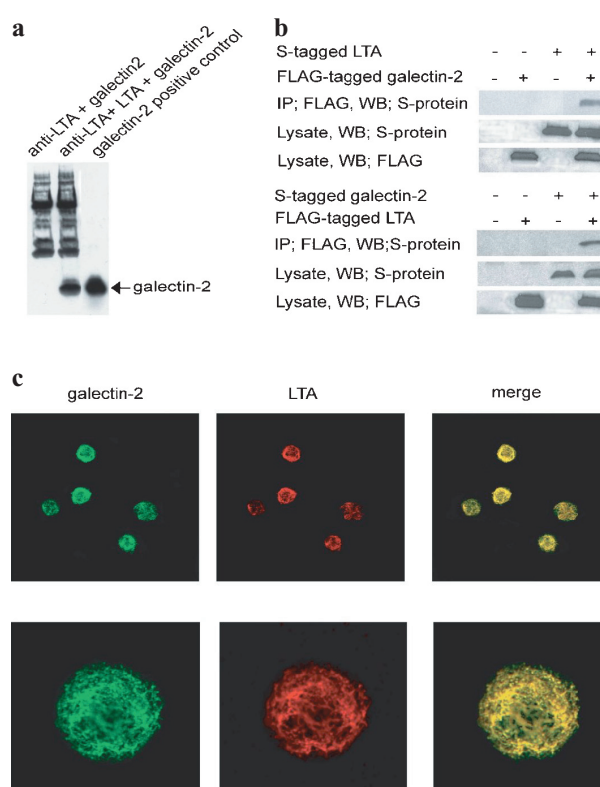 a
anti-LTA + galectin2
anti-LTA+ LTA + galectin-2
galectin-2 positive control
galectin-2
b
S-tagged LTA - - + +
FLAG-tagged galectin-2 - + - +
IP; FLAG, WB; S-protein
Lysate, WB; S-protein
Lysate, WB; FLAG
S-tagged galectin-2 - - + +
FLAG-tagged LTA - + - +
IP; FLAG, WB;S-protein
Lysate, WB; S-protein
Lysate, WB; FLAG
c
galectin-2 LTA merge